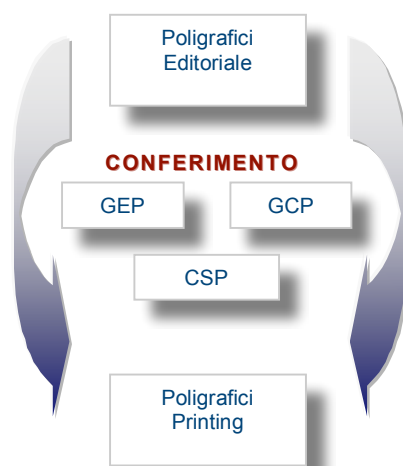 Poligrafici
Editoriale
CONFERIMENTO
GEP
GCP
CSP
Poligrafici
Printing